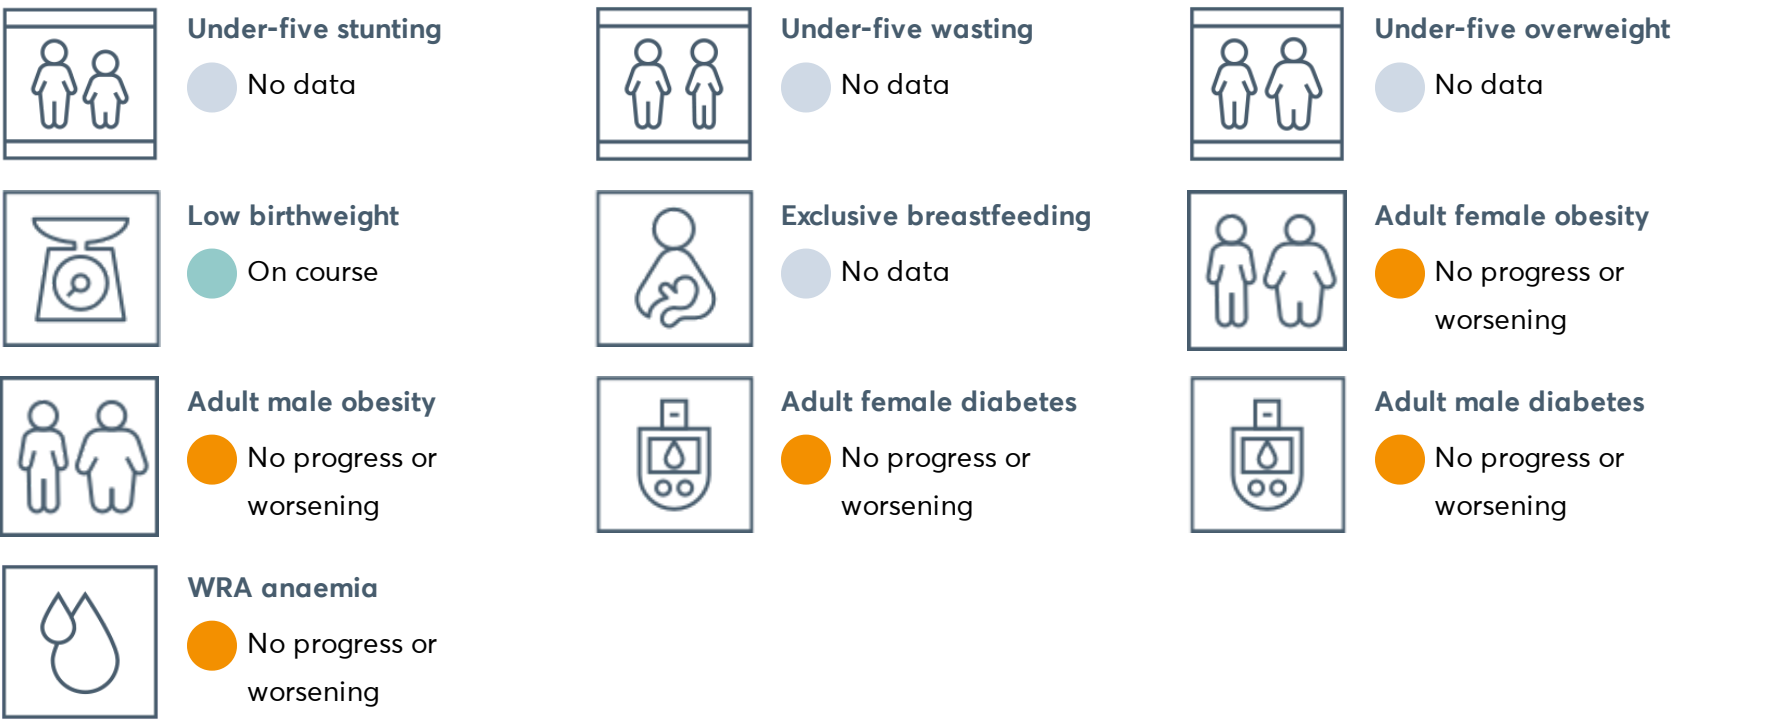 Under-five stunting
No data
Under-five wasting
No data
Under-five overweight
No data
Low birthweight
On course
Exclusive breastfeeding
No data
Adult female obesity
No progress or
worsening
Adult male obesity
No progress or
worsening
Adult female diabetes
No progress or
worsening
Adult male diabetes
No progress or
worsening
WRA anaemia
No progress or
worsening